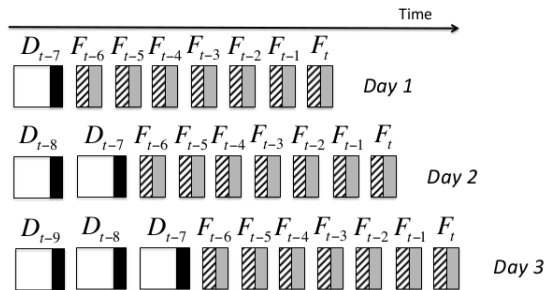 Time
D_{t-7} F_{t-6} F_{t-5} F_{t-4} F_{t-3} F_{t-2} F_{t-1} F_t
Day 1
D_{t-8} D_{t-7} F_{t-6} F_{t-5} F_{t-4} F_{t-3} F_{t-2} F_{t-1} F_t
Day 2
D_{t-9} D_{t-8} D_{t-7} F_{t-6} F_{t-5} F_{t-4} F_{t-3} F_{t-2} F_{t-1} F_t
Day 3